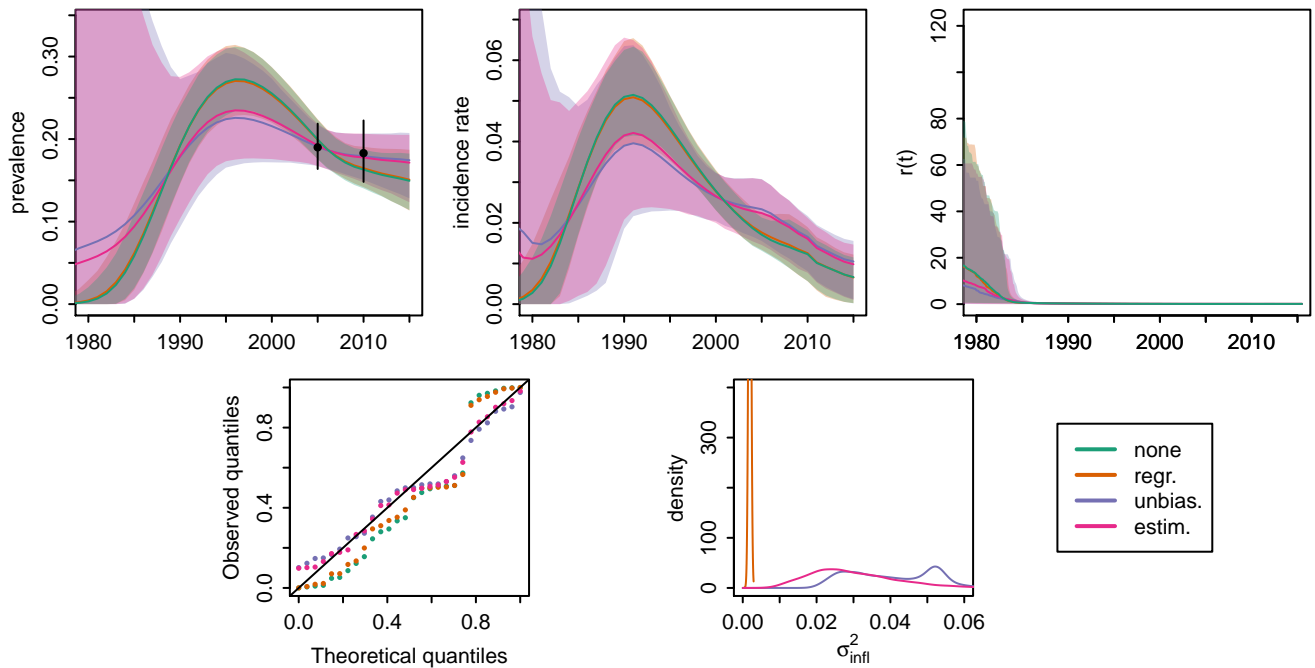 prevalence
0.00 0.10 0.20 0.30
1980 1990 2000 2010
incidence rate
0.00 0.02 0.04 0.06
1980 1990 2000 2010
r(t)
0 20 40 60 80 120
1980 1990 2000 2010
Observed quantiles
0.0 0.4 0.8
0.0 0.4 0.8
Theoretical quantiles
density
0 100 300
0.00 0.02 0.04 0.06
σ²infl
none
regr.
unbias.
estim.